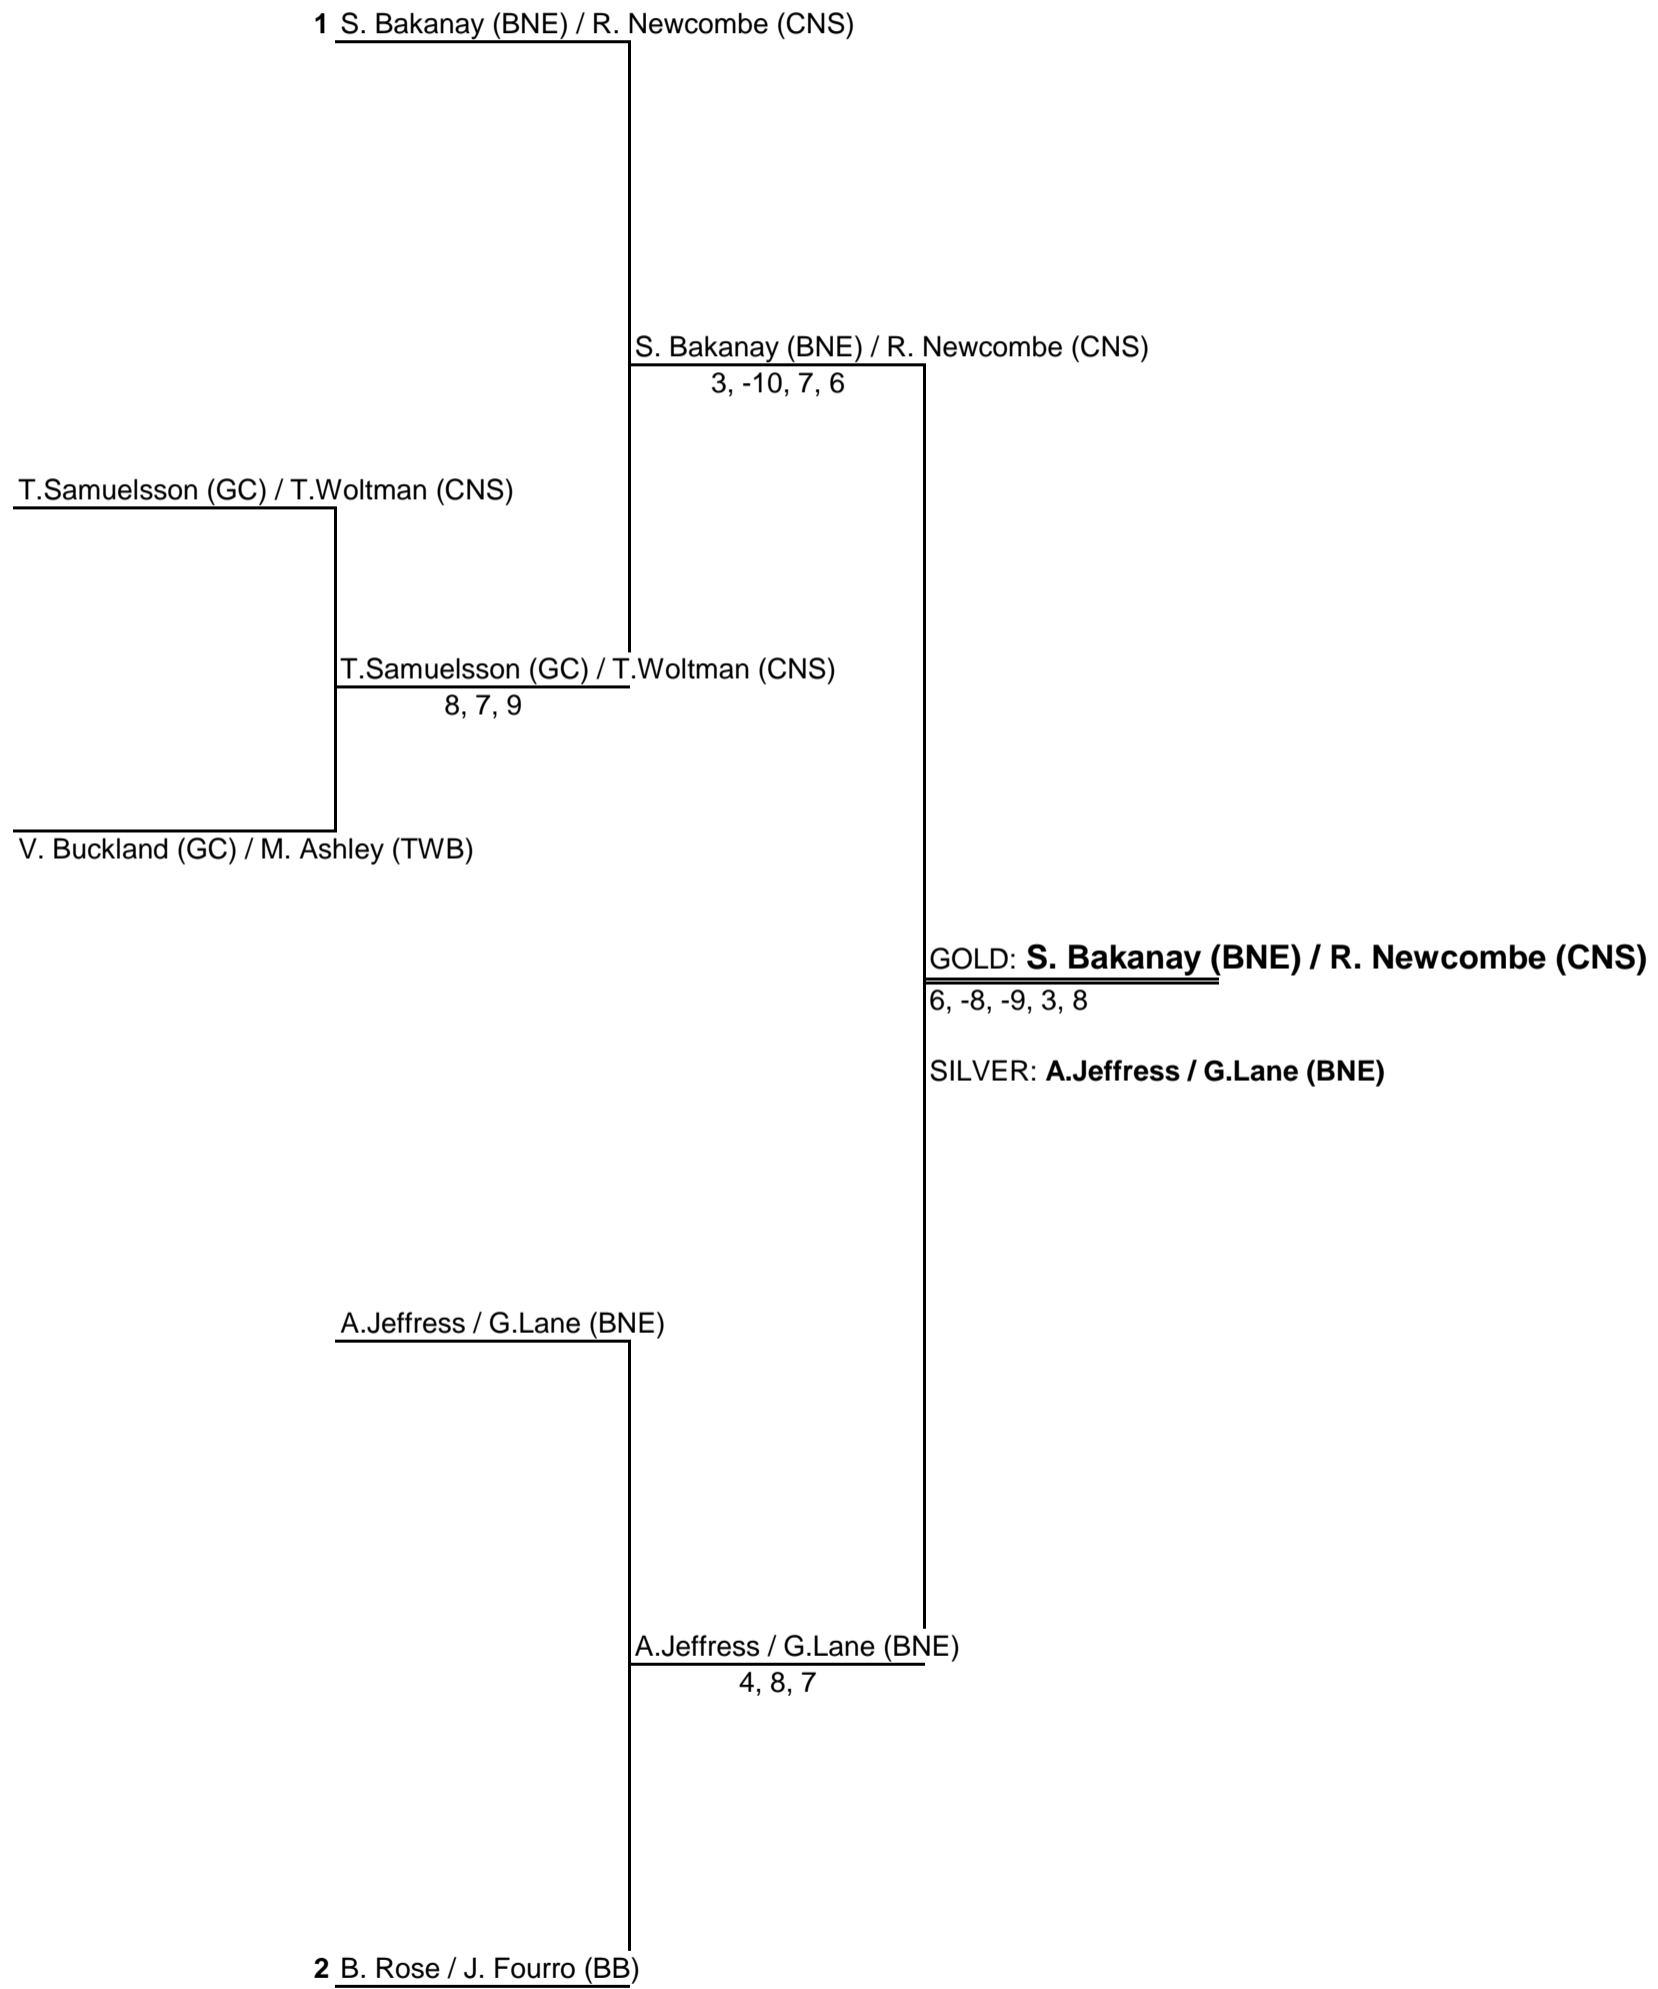 1 S. Bakanay (BNE) / R. Newcombe (CNS)
S. Bakanay (BNE) / R. Newcombe (CNS)
3, -10, 7, 6
T.Samuelsson (GC) / T.Woltman (CNS)
T.Samuelsson (GC) / T.Woltman (CNS)
8, 7, 9
V. Buckland (GC) / M. Ashley (TWB)
GOLD: S. Bakanay (BNE) / R. Newcombe (CNS)
6, -8, -9, 3, 8
SILVER: A.Jeffress / G.Lane (BNE)
A.Jeffress / G.Lane (BNE)
A.Jeffress / G.Lane (BNE)
4, 8, 7
2 B. Rose / J. Fourro (BB)